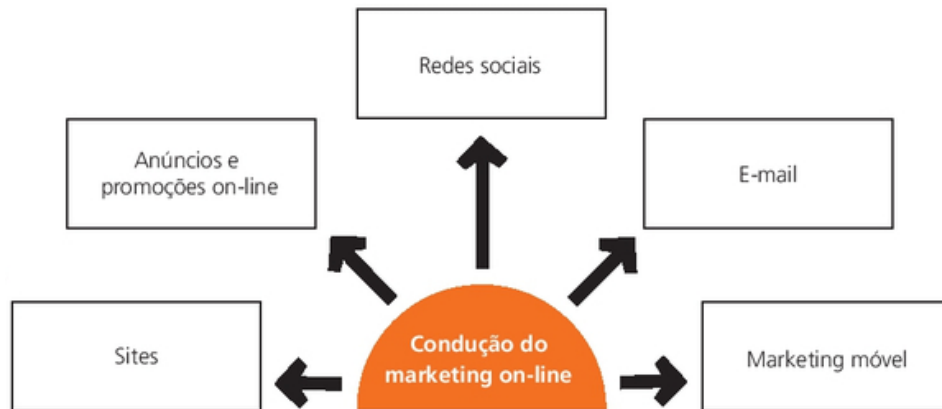 Redes sociais
Anúncios e
promoções on-line
E-mail
Sites
Condução do
marketing on-line
Marketing móvel